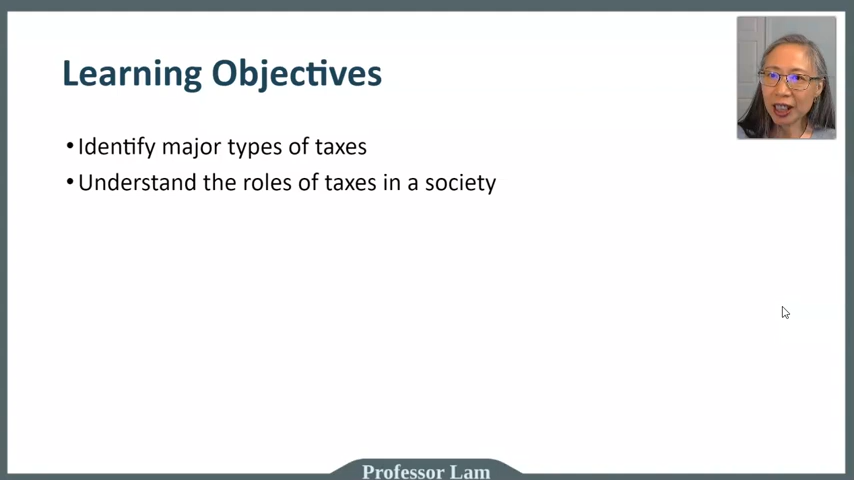 Learning Objectives
•Identify major types of taxes
•Understand the roles of taxes in a society
Professor Lam